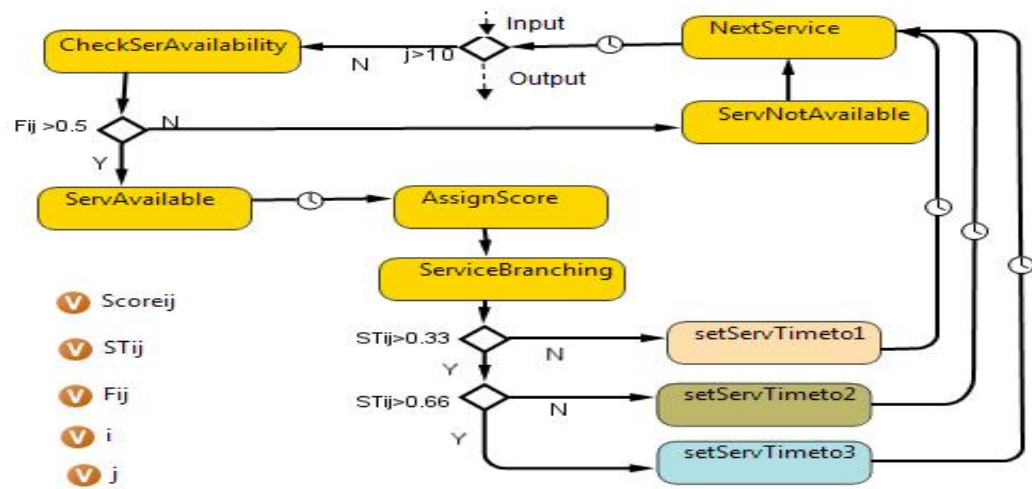 Input
CheckSerAvailability
j>10
NextService
N
Output
Fij >0.5
N
ServNotAvailable
Y
ServAvailable
AssignScore
ServiceBranching
Scoreij
STij>0.33
N
setServTimeto1
STij
Y
Fij
STij>0.66
N
setServTimeto2
i
Y
setServTimeto3
j
V
V
V
V
V